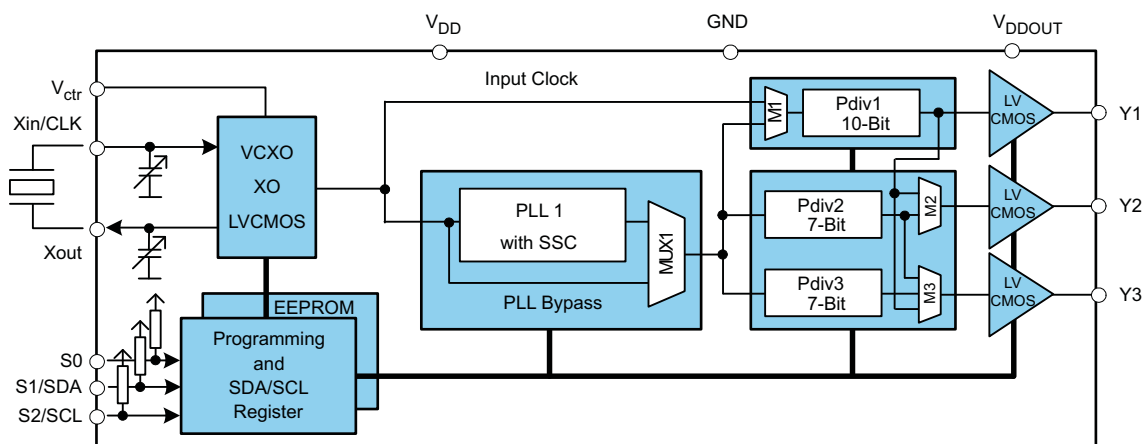 VDD
GND
VDDOUT
Vctr
Input Clock
Xin/CLK
VCXO
XO
LVCMOS
M1
Pdiv1
10-Bit
LV
CMOS
Y1
PLL 1
with SSC
MUX1
PLL Bypass
Pdiv2
7-Bit
M2
LV
CMOS
Y2
Xout
Pdiv3
7-Bit
M3
LV
CMOS
Y3
EEPROM
Programming
and
SDA/SCL
Register
S0
S1/SDA
S2/SCL